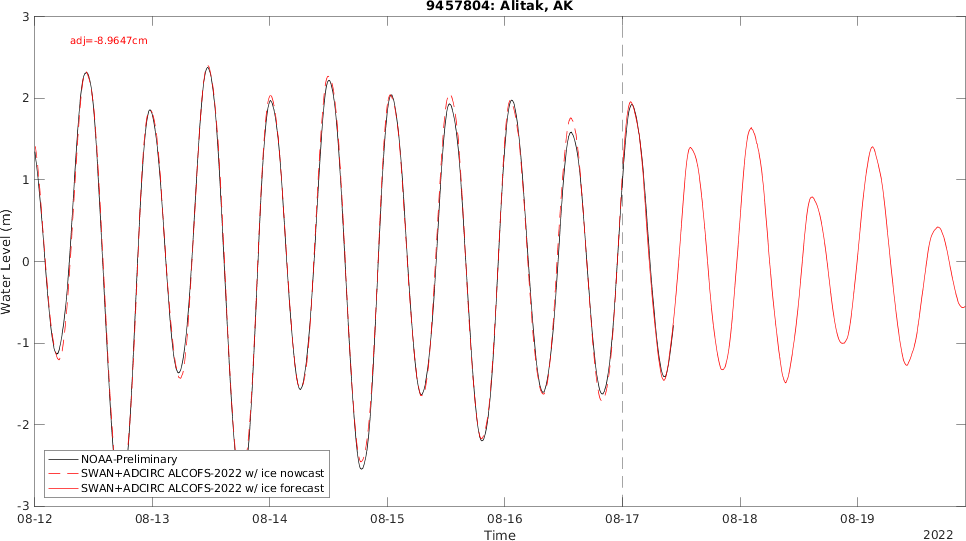 9457804: Alitak, AK
adj=-8.9647cm
3
2
1
0
-1
-2
-3
Water Level (m)
NOAA-Preliminary
SWAN+ADCIRC ALCOFS-2022 w/ ice nowcast
SWAN+ADCIRC ALCOFS-2022 w/ ice forecast
08-12 08-13 08-14 08-15 08-16 08-17 08-18 08-19
Time
2022